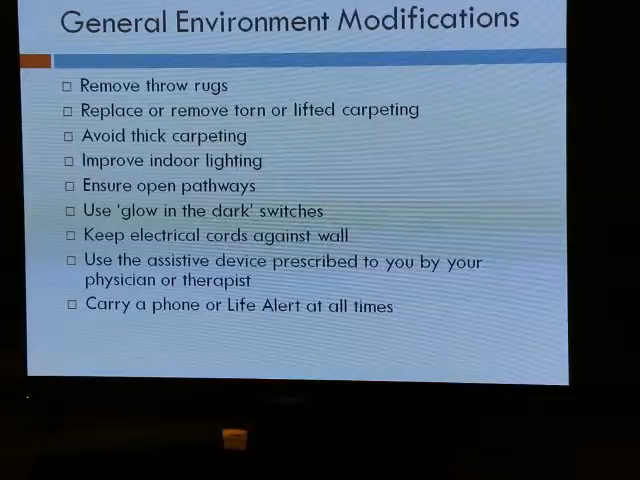 General Environment Modifications
□ Remove throw rugs
□ Replace or remove torn or lifted carpeting
□ Avoid thick carpeting
□ Improve indoor lighting
□ Ensure open pathways
□ Use 'glow in the dark' switches
□ Keep electrical cords against wall
□ Use the assistive device prescribed to you by your
physician or therapist
□ Carry a phone or Life Alert at all times